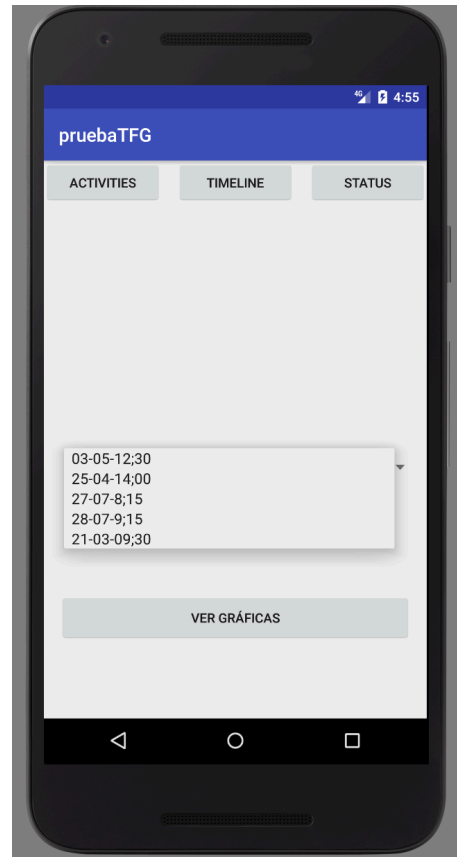 4G 4:55
pruebaTFG
ACTIVITIES TIMELINE STATUS
03-05-12;30
25-04-14;00
27-07-8;15
28-07-9;15
21-03-09;30
VER GRÁFICAS